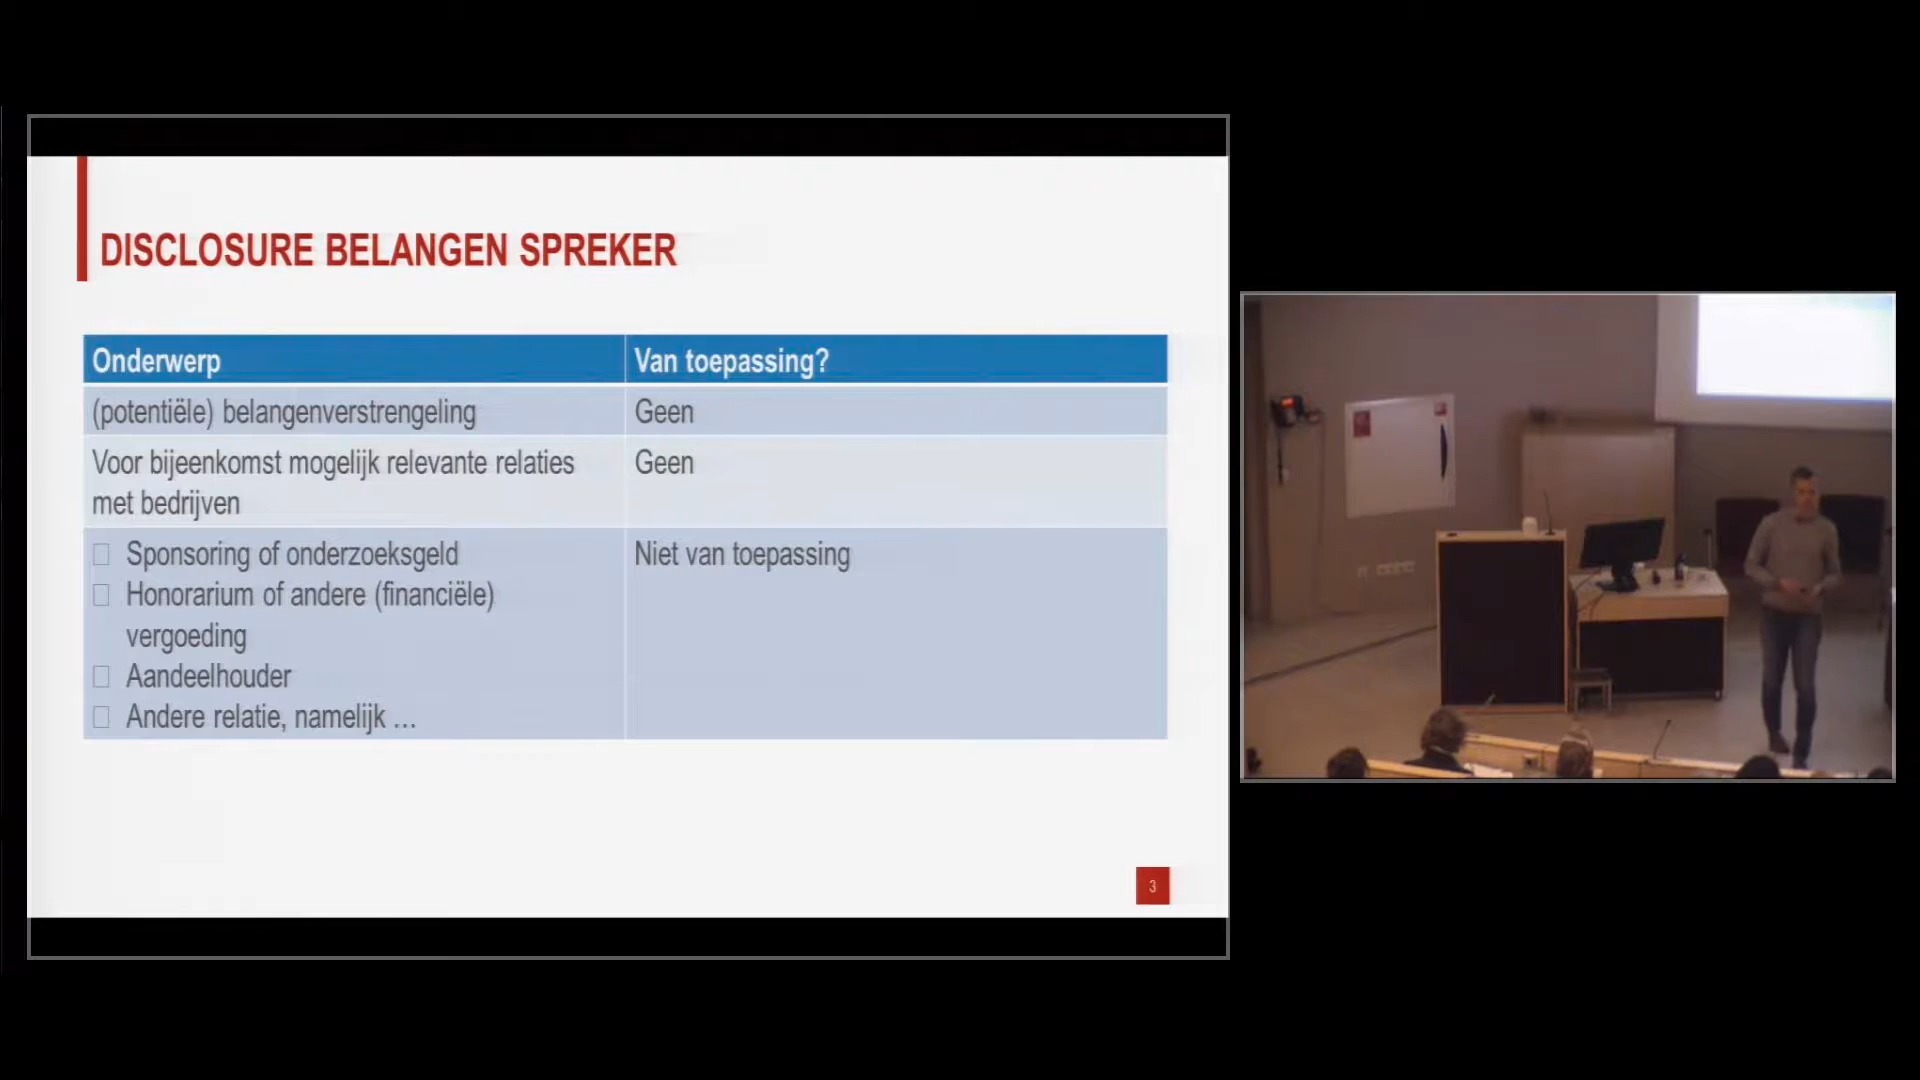 DISCLOSURE BELANGEN SPREKER
Onderwerp
Van toepassing?
(potentiële) belangenverstrengeling
Geen
Voor bijeenkomst mogelijk relevante relaties
met bedrijven
Geen
Sponsoring of onderzoeksgeld
Honorarium of andere (financiële)
vergoeding
Aandeelhouder
Andere relatie, namelijk ...
Niet van toepassing
3